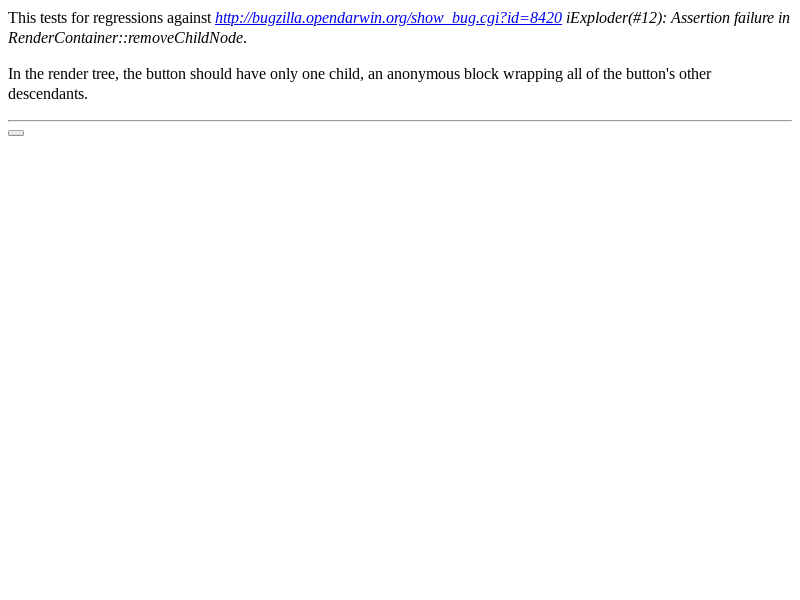 This tests for regressions against http://bugzilla.opendarwin.org/show_bug.cgi?id=8420 iExploder(#12): Assertion failure in
RenderContainer::removeChildNode.
In the render tree, the button should have only one child, an anonymous block wrapping all of the button's other
descendants.